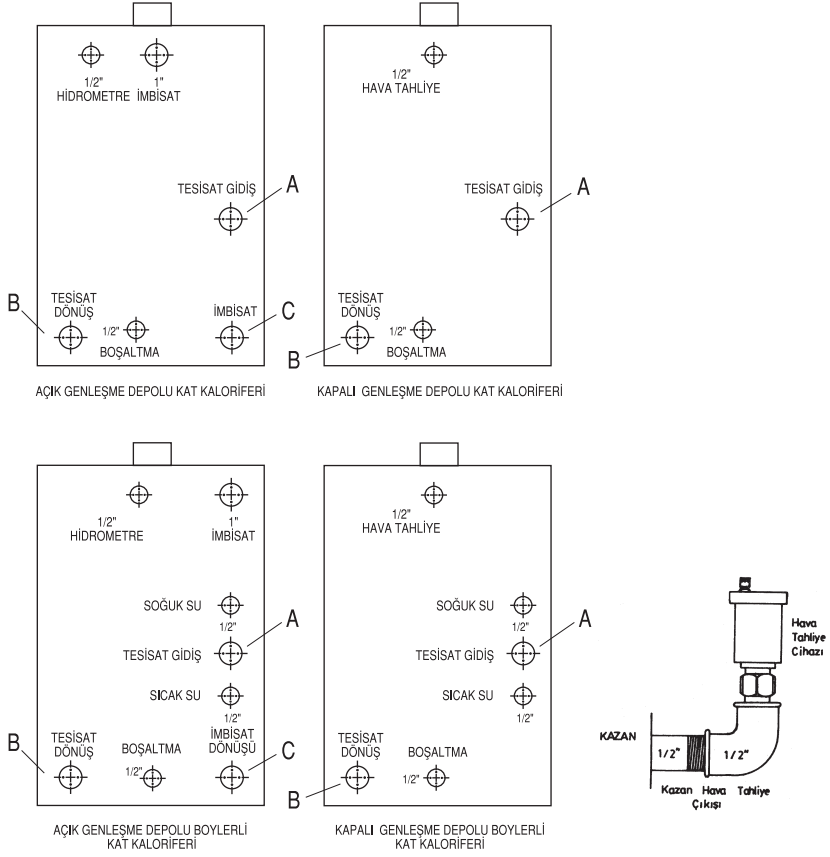 1/2" 1"
HİDROMETRE İMBİSAT
TESİSAT GİDİŞ
A
TESİSAT
DÖNÜŞ
B
1/2"
BOŞALTMA
İMBİSAT
C
AÇIK GENLEŞME DEPOLU KAT KALORİFERİ
1/2"
HAVA TAHLİYE
TESİSAT GİDİŞ
A
TESİSAT
DÖNÜŞ
B
1/2"
BOŞALTMA
KAPALI GENLEŞME DEPOLU KAT KALORİFERİ
1/2"
HİDROMETRE
1"
İMBİSAT
SOĞUK SU
1/2"
A
TESİSAT GİDİŞ
SICAK SU
1/2"
B
TESİSAT
DÖNÜŞ
BOŞALTMA
1/2"
İMBİSAT
DÖNÜŞÜ
C
AÇIK GENLEŞME DEPOLU BOYLERLİ
KAT KALORİFERİ
1/2"
HAVA TAHLİYE
SOĞUK SU
1/2"
A
TESİSAT GİDİŞ
SICAK SU
1/2"
TESİSAT
DÖNÜŞ
B
BOŞALTMA
1/2"
KAPALI GENLEŞME DEPOLU BOYLERLİ
KAT KALORİFERİ
Hava
Tahliye
Cihazı
KAZAN
1/2" 1/2"
Kazan Hava Tahliye
Çıkışı